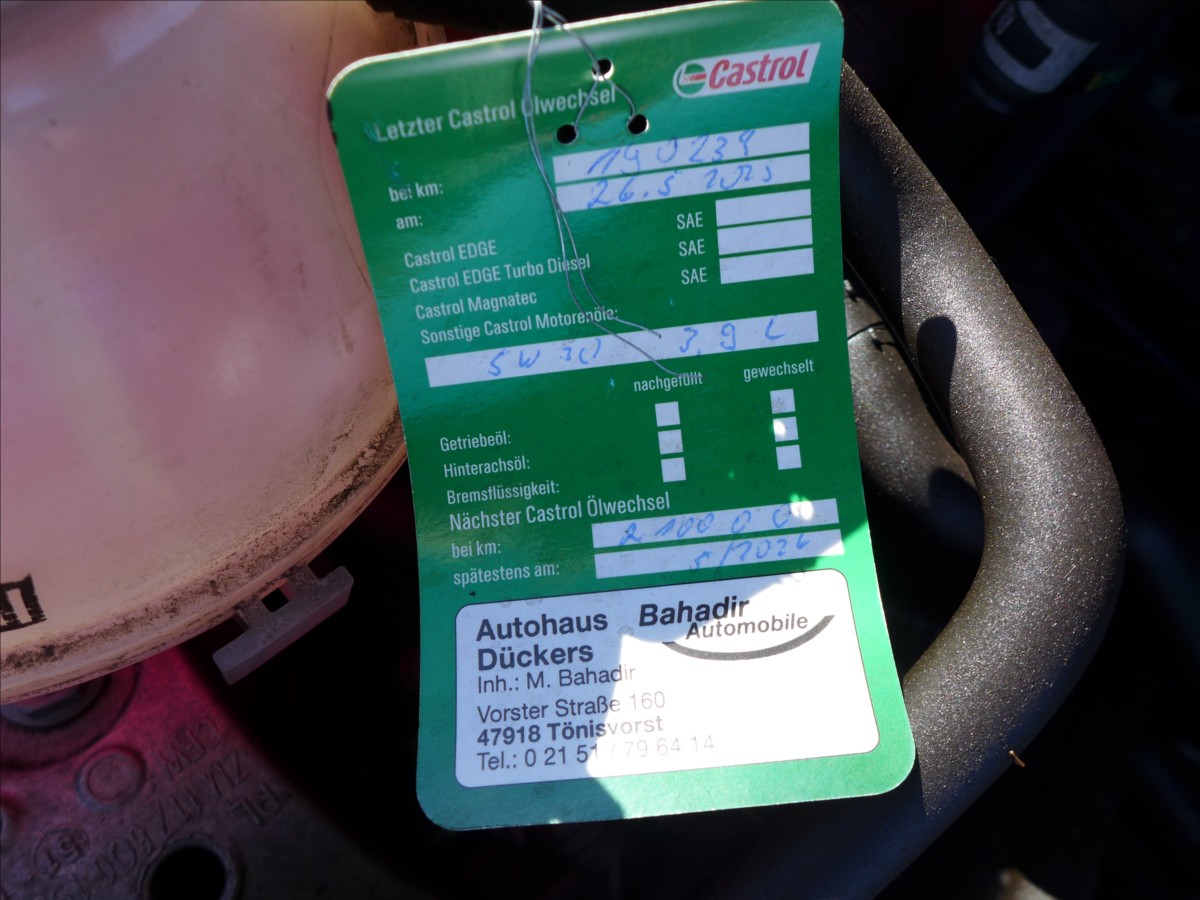 Castrol
Letzter Castrol Ölwechsel
bei km: 190238
am: 26.5 2025
Castrol EDGE SAE
Castrol EDGE Turbo Diesel SAE
Castrol Magnatec SAE
Sonstige Castrol Motorenöle:
5W30 3,9 L
nachgefüllt gewechselt
Getriebeöl:
Hinterachsöl:
Bremsflüssigkeit:
Nächster Castrol Ölwechsel
bei km: 210000
spätestens am: 5/2026
Autohaus Dückers
Bahadir Automobile
Inh.: M. Bahadir
Vorster Straße 160
47918 Tönisvorst
Tel.: 0 21 51 / 79 64 14